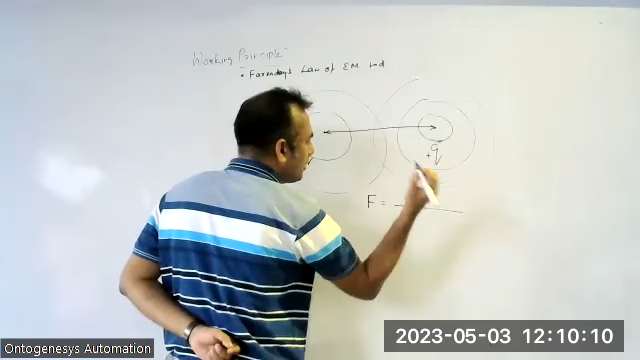 Working Principle
• Faraday's Law of EM ind
+q
F =
Ontogenesys Automation
2023-05-03 12:10:10